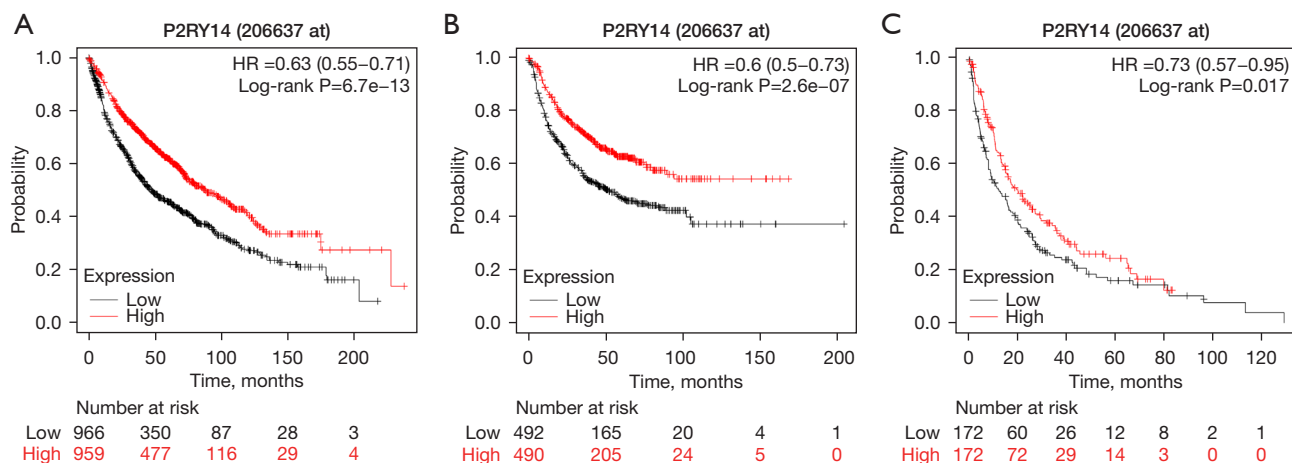 A
P2RY14 (206637 at)
HR =0.63 (0.55−0.71)
Log-rank P=6.7e−13
Probability
1.0
0.8
0.6
0.4
0.2
0.0
Expression
Low
High
0 50 100 150 200
Time, months
Number at risk
Low 966 350 87 28 3
High 959 477 116 29 4
B
P2RY14 (206637 at)
HR =0.6 (0.5−0.73)
Log-rank P=2.6e−07
Probability
1.0
0.8
0.6
0.4
0.2
0.0
Expression
Low
High
0 50 100 150 200
Time, months
Number at risk
Low 492 165 20 4 1
High 490 205 24 5 0
C
P2RY14 (206637 at)
HR =0.73 (0.57−0.95)
Log-rank P=0.017
Probability
1.0
0.8
0.6
0.4
0.2
0.0
Expression
Low
High
0 20 40 60 80 100 120
Time, months
Number at risk
Low 172 60 26 12 8 2 1
High 172 72 29 14 3 0 0